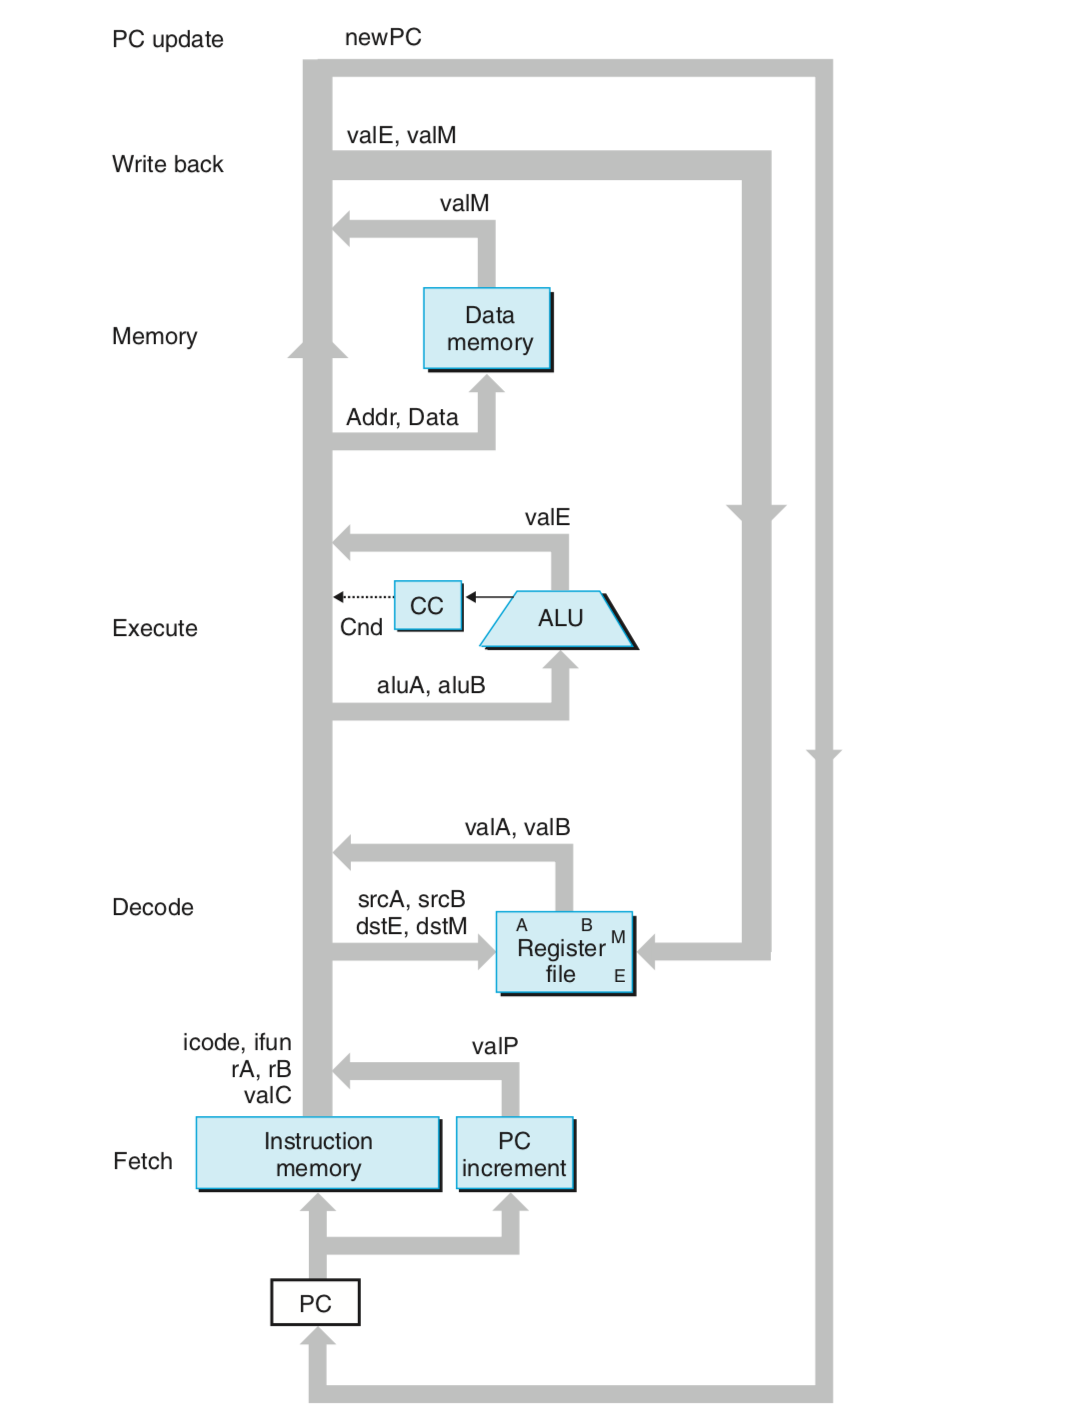 PC update
newPC
valE, valM
Write back
valM
Data
memory
Memory
Addr, Data
valE
CC
ALU
Cnd
Execute
aluA, aluB
valA, valB
srcA, srcB
dstE, dstM
Decode
A B
M
Register
file
E
icode, ifun
rA, rB
valC
valP
Instruction
memory
PC
increment
Fetch
PC